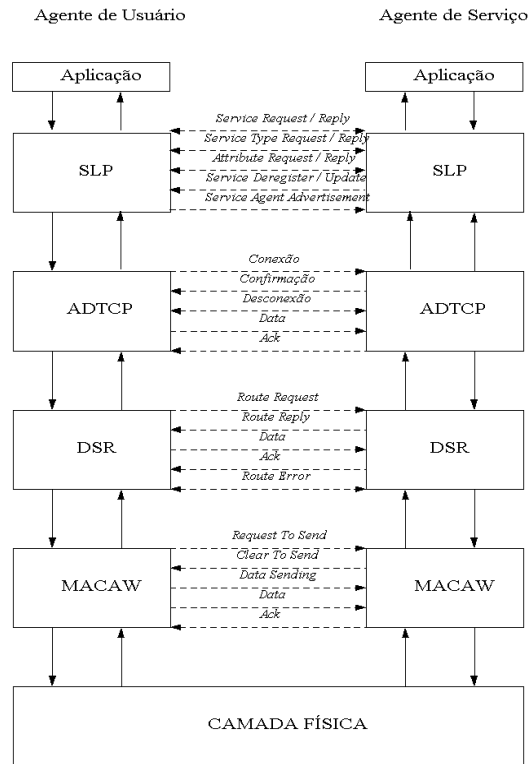 Agente de Usuário
Agente de Serviço
Aplicação
Aplicação
Service Request / Reply
Service Type Request / Reply
Attribute Request / Reply
Service Deregister / Update
Service Agent Advertisement
SLP
SLP
Conexão
Confirmação
Desconexão
Data
Ack
ADTCP
ADTCP
Route Request
Route Reply
Data
Ack
Route Error
DSR
DSR
Request To Send
Clear To Send
Data Sending
Data
Ack
MACAW
MACAW
CAMADA FÍSICA